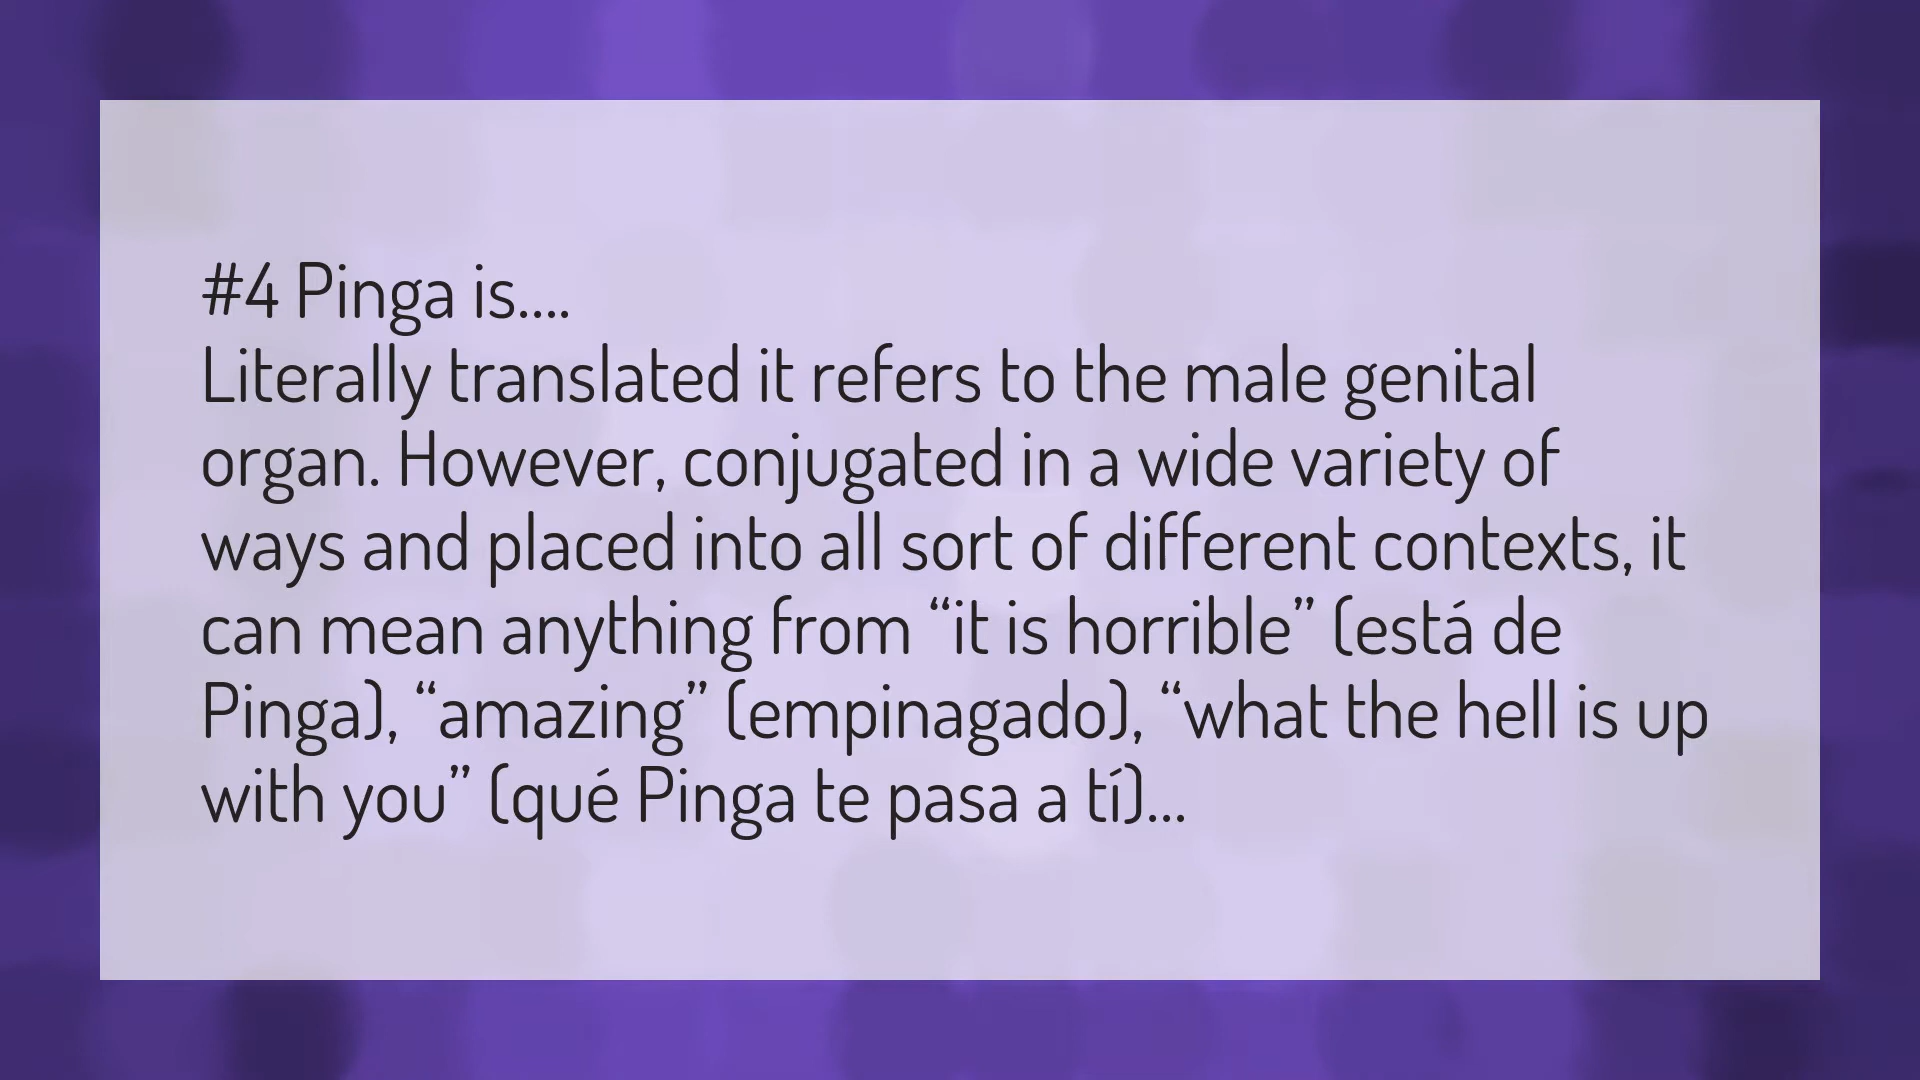 #4 Pinga is....
Literally translated it refers to the male genital
organ. However, conjugated in a wide variety of
ways and placed into all sort of different contexts, it
can mean anything from “it is horrible” (está de
Pinga), “amazing” (empinagado), “what the hell is up
with you” (qué Pinga te pasa a tí)...